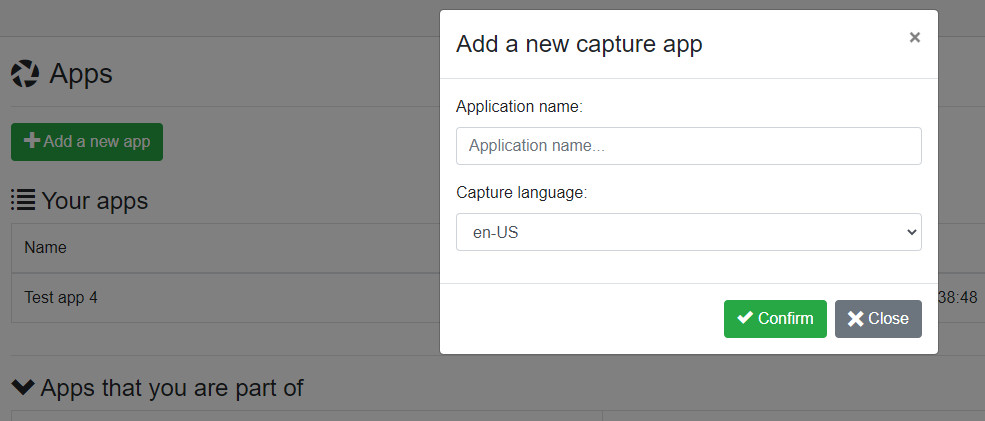 Apps
Add a new app
Your apps
Name
Test app 4
38:48
Apps that you are part of
Add a new capture app
×
Application name:
Application name...
Capture language:
en-US
Confirm
Close